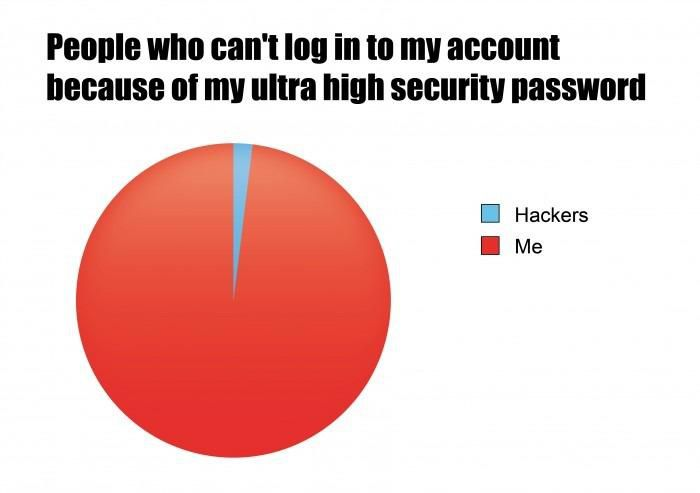 People who can't log in to my account
because of my ultra high security password
Hackers
Me